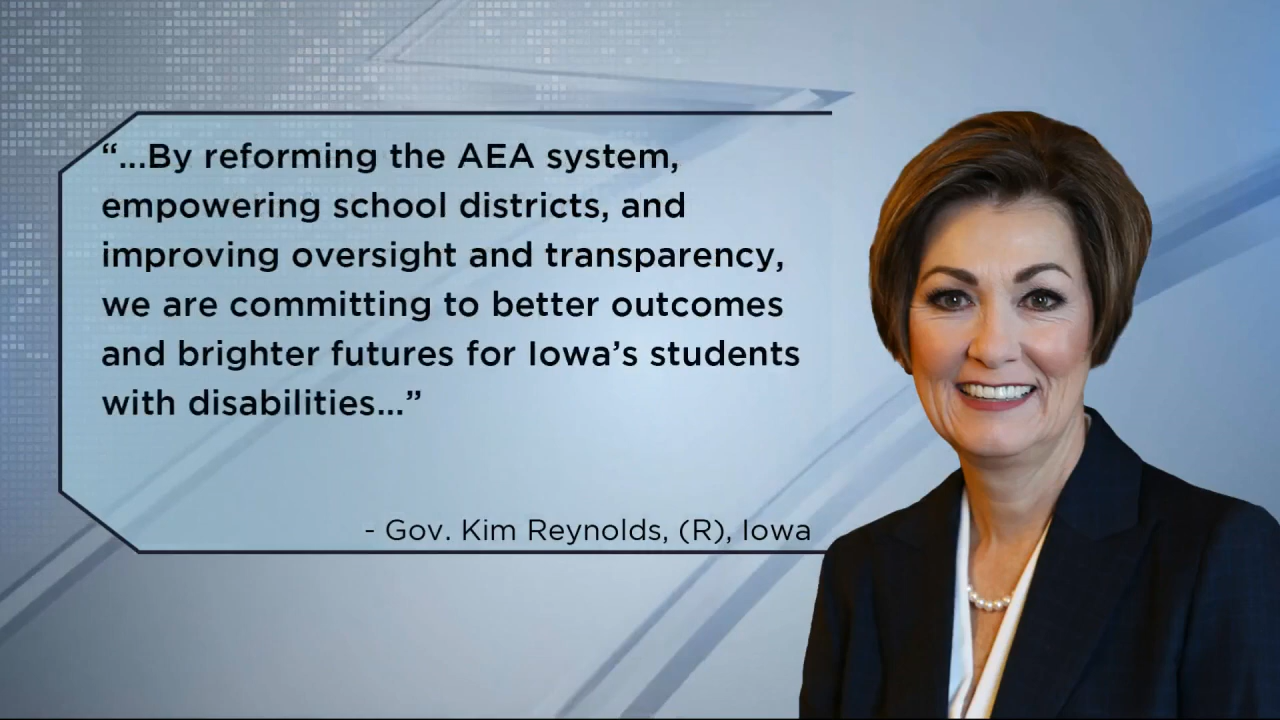 “...By reforming the AEA system,
empowering school districts, and
improving oversight and transparency,
we are committing to better outcomes
and brighter futures for Iowa’s students
with disabilities...”
- Gov. Kim Reynolds, (R), Iowa